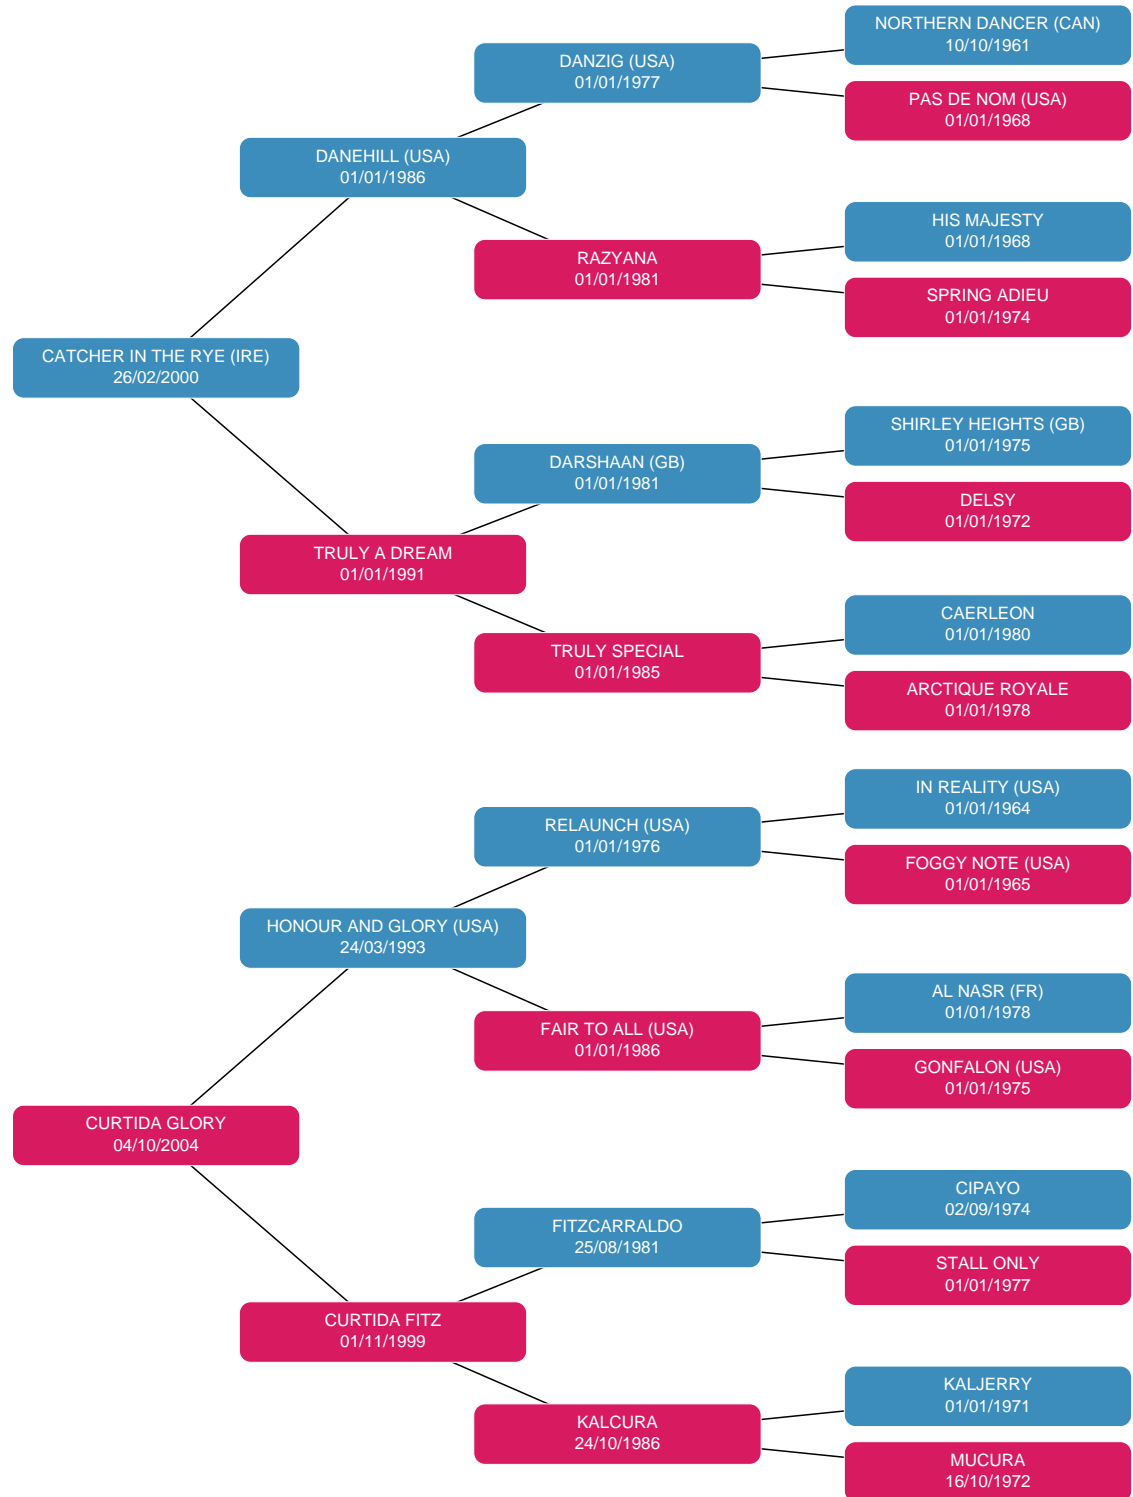 NORTHERN DANCER (CAN)
10/10/1961
DANZIG (USA)
01/01/1977
PAS DE NOM (USA)
01/01/1968
DANEHILL (USA)
01/01/1986
HIS MAJESTY
01/01/1968
RAZYANA
01/01/1981
SPRING ADIEU
01/01/1974
CATCHER IN THE RYE (IRE)
26/02/2000
SHIRLEY HEIGHTS (GB)
01/01/1975
DARSHAAN (GB)
01/01/1981
DELSY
01/01/1972
TRULY A DREAM
01/01/1991
CAERLEON
01/01/1980
TRULY SPECIAL
01/01/1985
ARCTIQUE ROYALE
01/01/1978
IN REALITY (USA)
01/01/1964
RELAUNCH (USA)
01/01/1976
FOGGY NOTE (USA)
01/01/1965
HONOUR AND GLORY (USA)
24/03/1993
AL NASR (FR)
01/01/1978
FAIR TO ALL (USA)
01/01/1986
GONFALON (USA)
01/01/1975
CURTIDA GLORY
04/10/2004
CIPAYO
02/09/1974
FITZCARRALDO
25/08/1981
STALL ONLY
01/01/1977
CURTIDA FITZ
01/11/1999
KALJERRY
01/01/1971
KALCURA
24/10/1986
MUCURA
16/10/1972